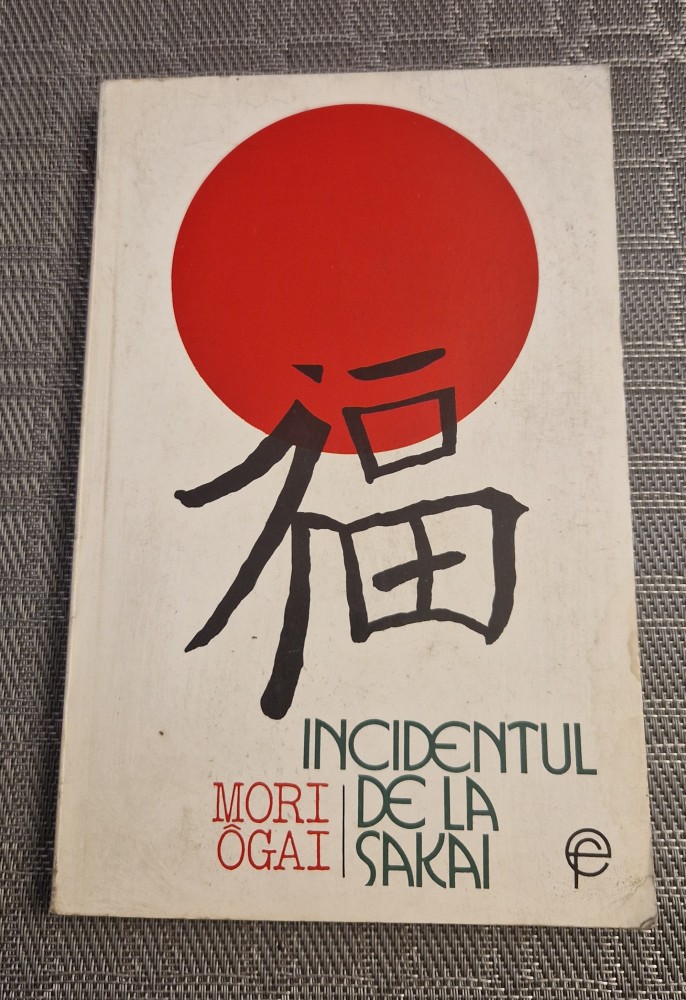 福
INCIDENTUL
MORI DE LA
ÔGAI SAKAI